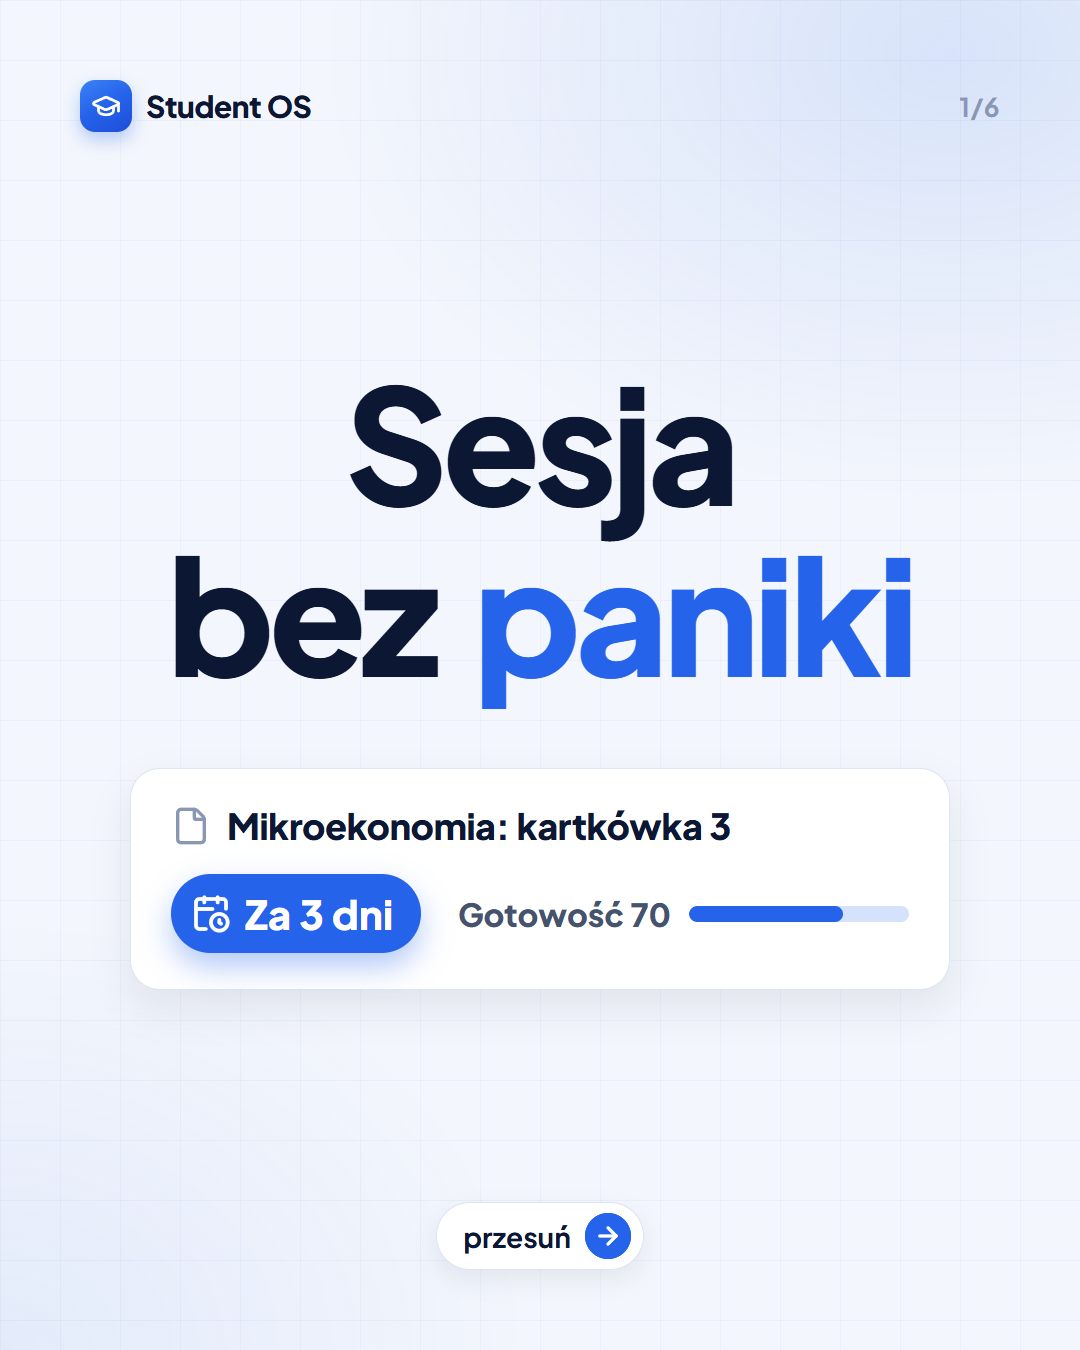 Student OS
1/6
Sesja
bez paniki
Mikroekonomia: kartkówka 3
Za 3 dni
Gotowość 70
przesuń